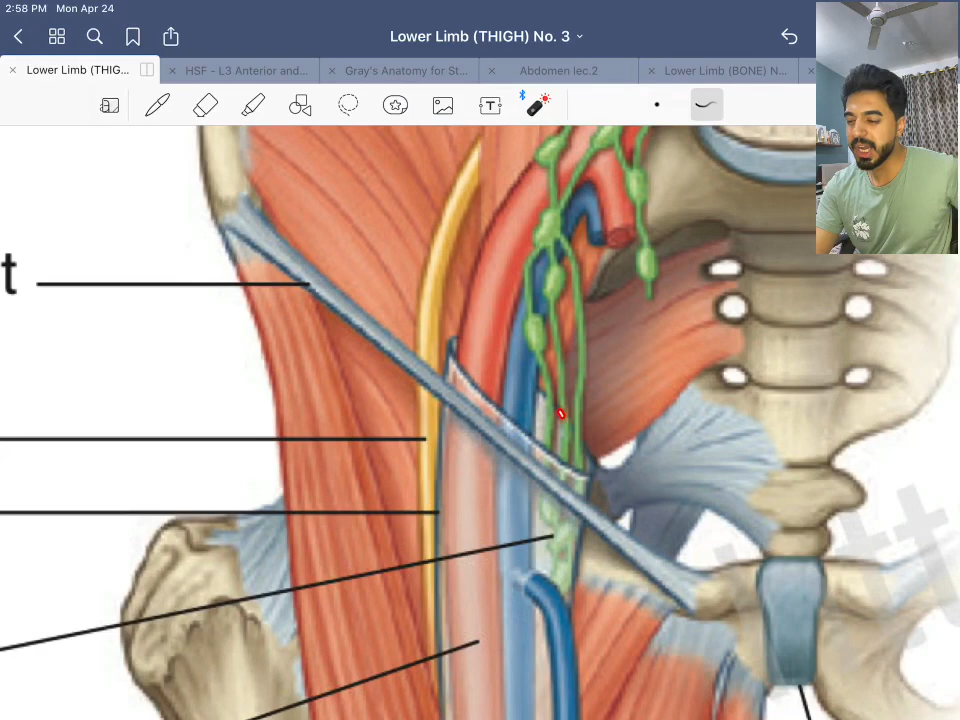 2:58 PM Mon Apr 24
Lower Limb (THIGH) No. 3
Lower Limb (THIG...
HSF - L3 Anterior and...
Gray's Anatomy for St...
Abdomen lec.2
Lower Limb (BONE) N...
T
t